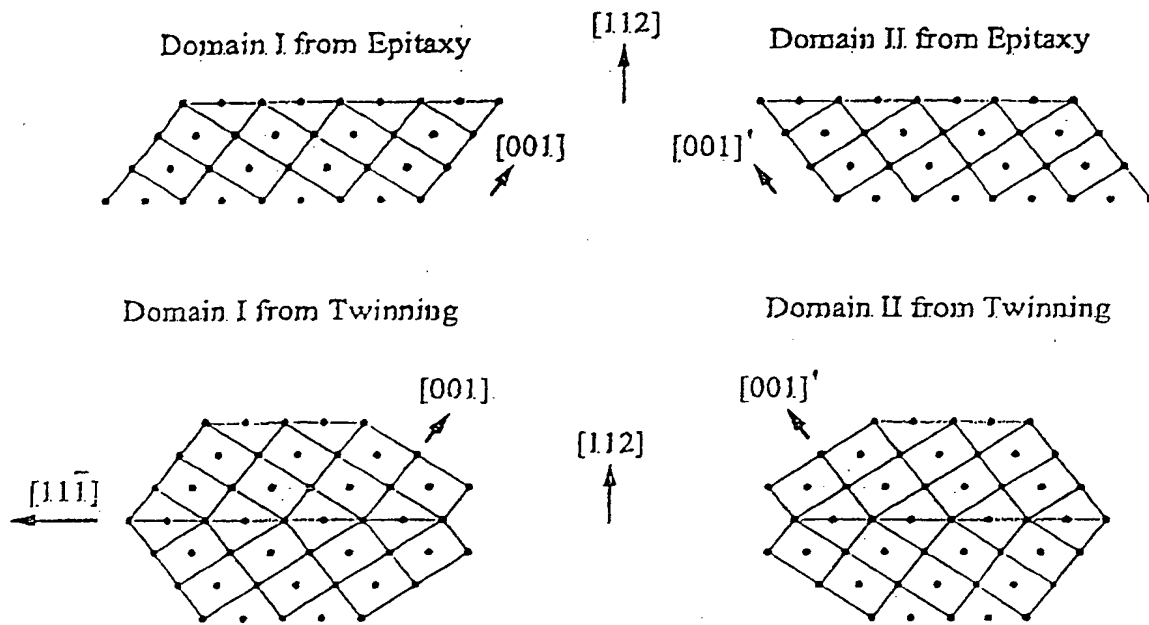 Domain I from Epitaxy
[112]
Domain II from Epitaxy
[001]
[001]'
Domain I from Twinning
Domain II from Twinning
[001]
[001]'
[112]
[111̄]